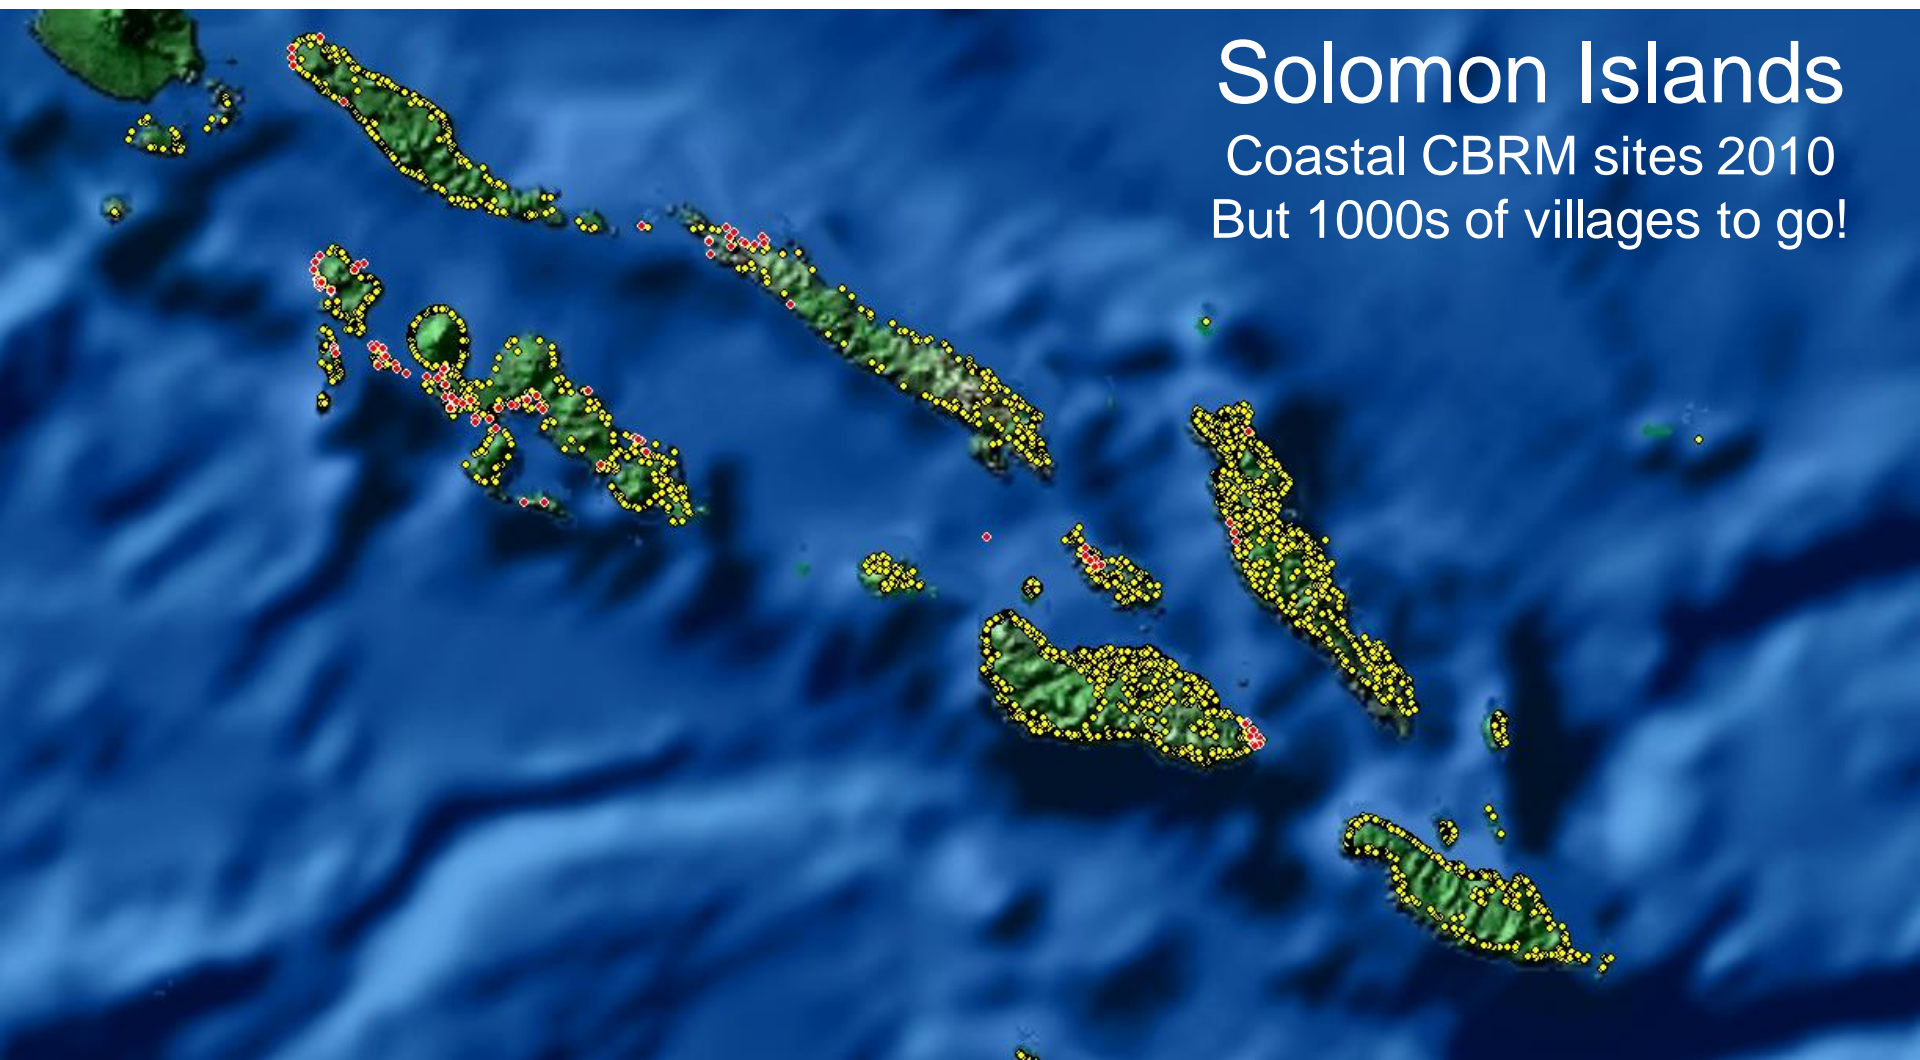 Solomon Islands
Coastal CBRM sites 2010
But 1000s of villages to go!